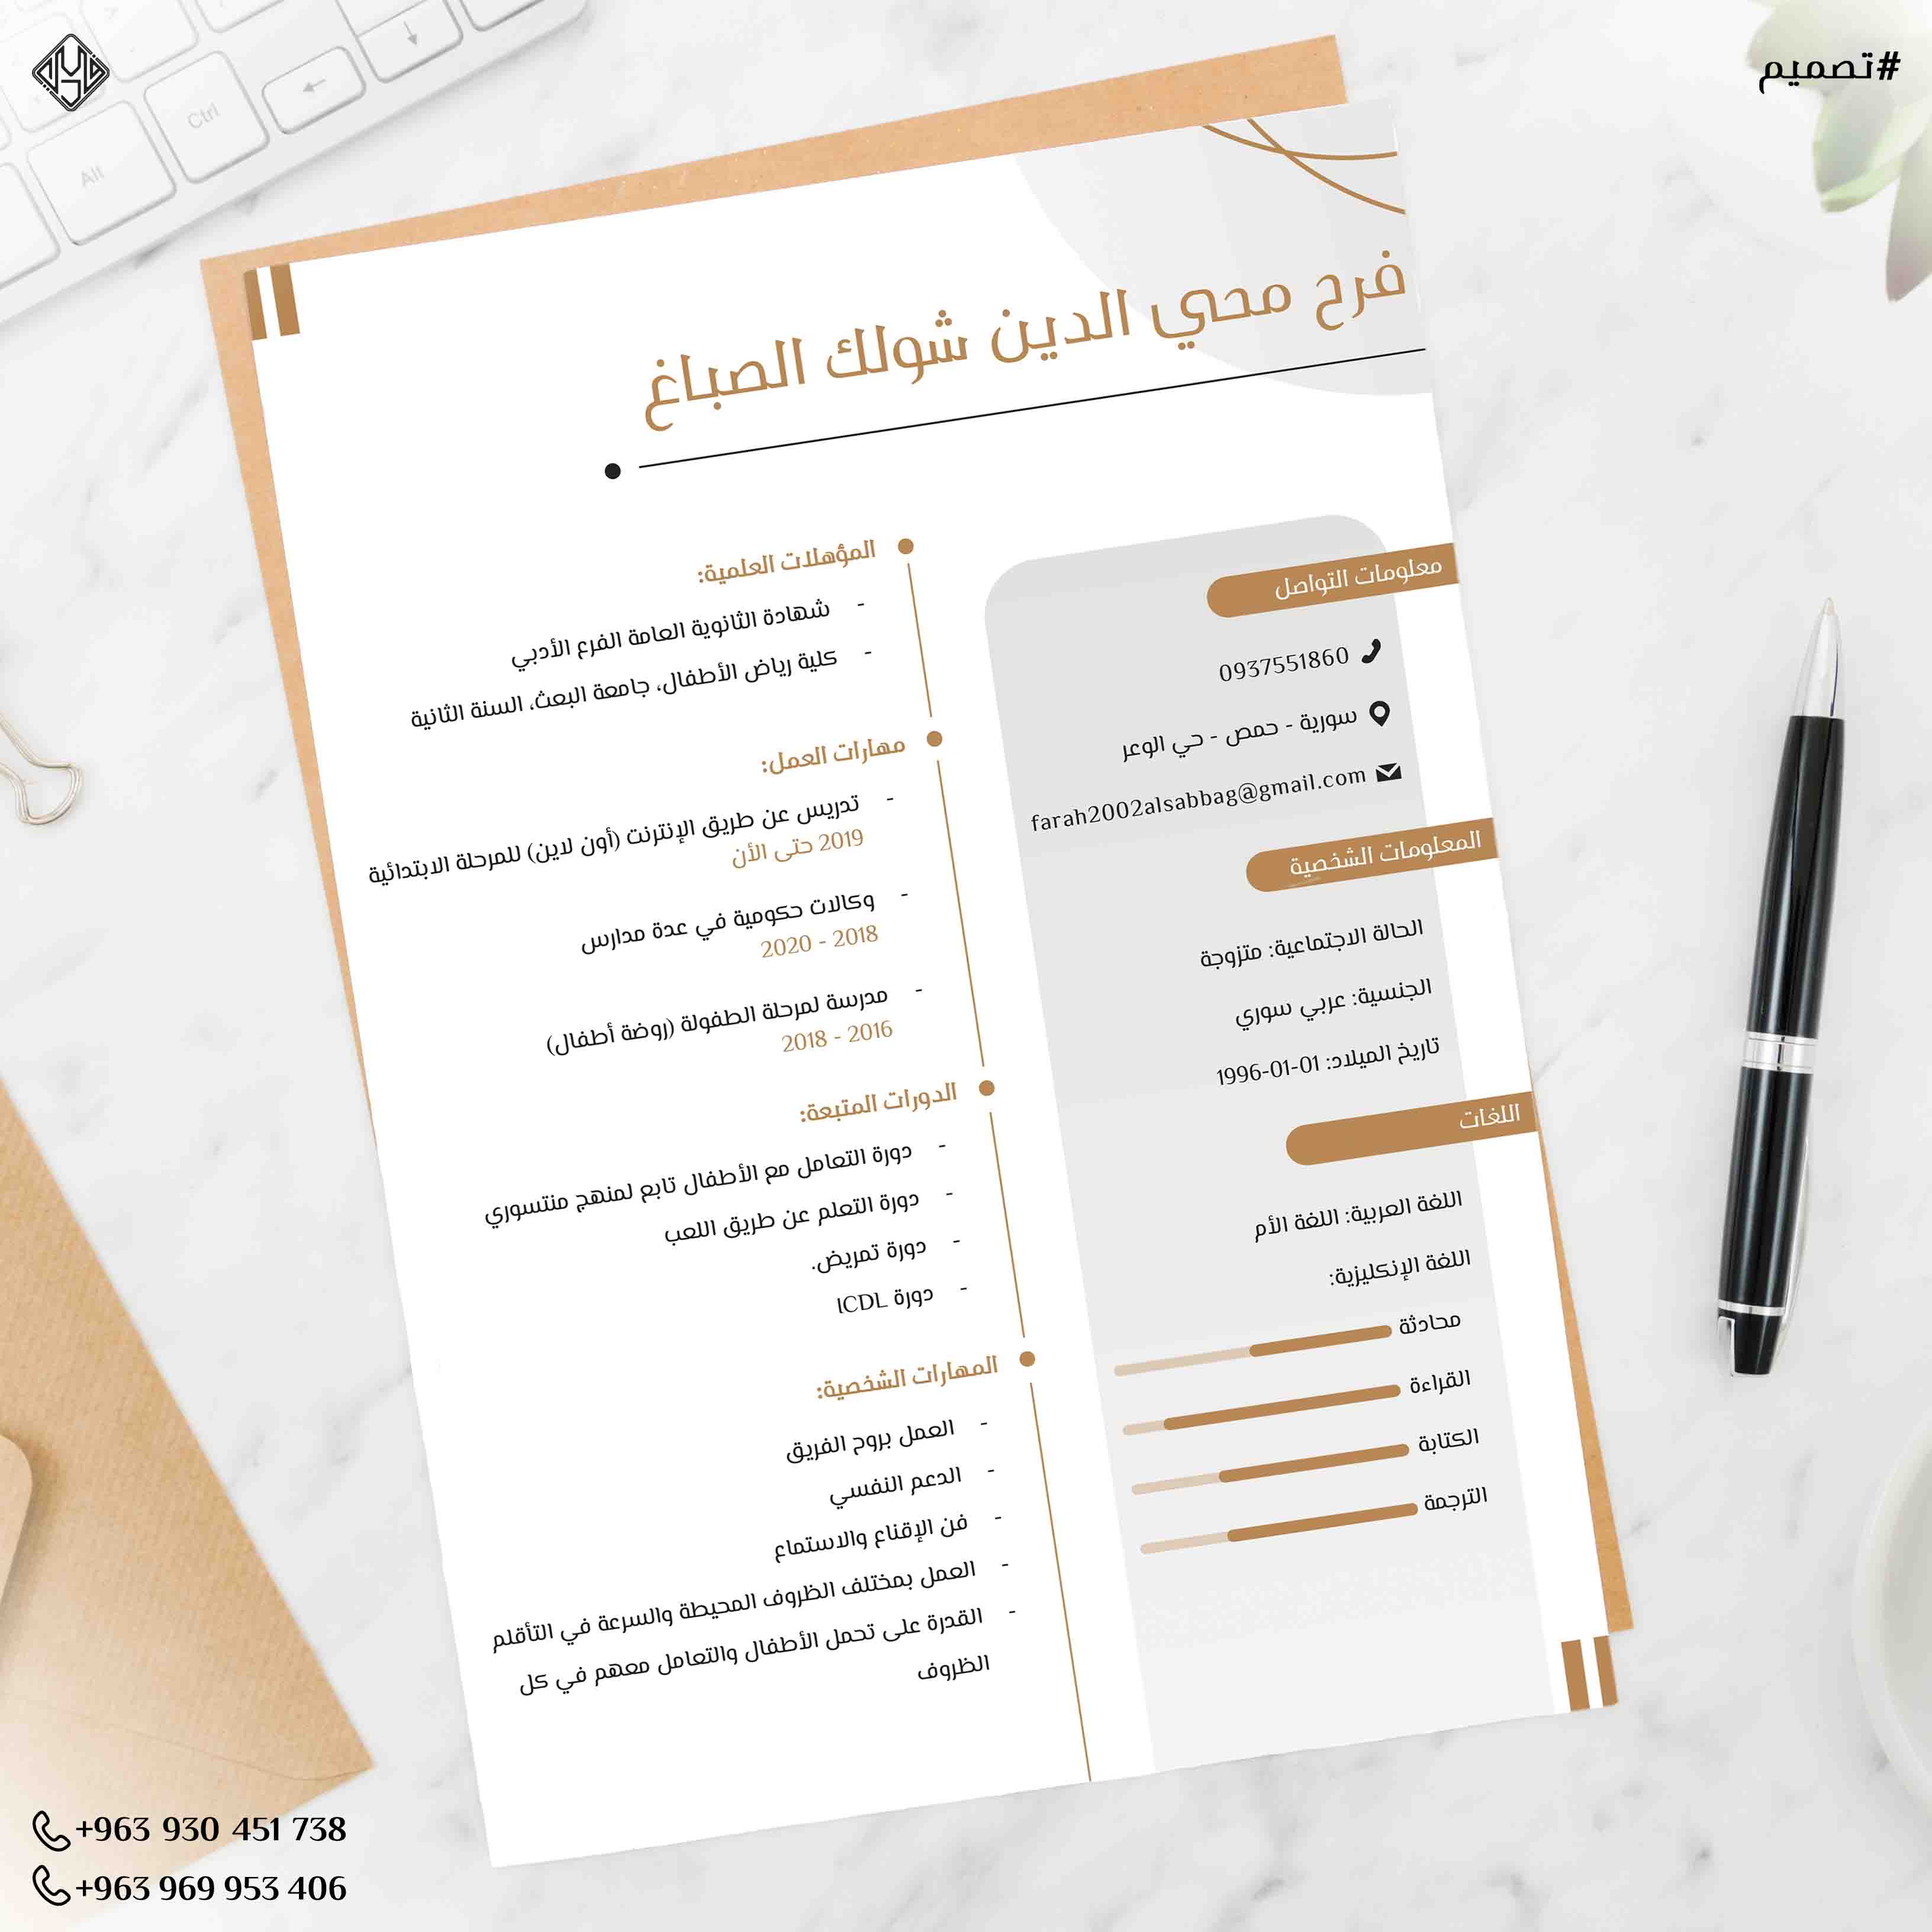 #تصميم
Ctrl
Alt
فرح محي الدين شولك الصباغ
معلومات التواصل
0937551860
سورية - حمص - حي الوعر
farah2002alsabbag@gmail.com
المعلومات الشخصية
الحالة الاجتماعية: متزوجة
الجنسية: عربي سوري
تاريخ الميلاد: 01-01-1996
اللغات
اللغة العربية: اللغة الأم
اللغة الإنكليزية:
محادثة
القراءة
الكتابة
الترجمة
المؤهلات العلمية:
- شهادة الثانوية العامة الفرع الأدبي
- كلية رياض الأطفال، جامعة البعث، السنة الثانية
مهارات العمل:
- تدريس عن طريق الإنترنت (أون لاين) للمرحلة الابتدائية
2019 حتى الأن
- وكالات حكومية في عدة مدارس
2018 - 2020
- مدرسة لمرحلة الطفولة (روضة أطفال)
2016 - 2018
الدورات المتبعة:
- دورة التعامل مع الأطفال تابع لمنهج منتسوري
- دورة التعلم عن طريق اللعب
- دورة تمريض.
- دورة ICDL
المهارات الشخصية:
- العمل بروح الفريق
- الدعم النفسي
- فن الإقناع والاستماع
- العمل بمختلف الظروف المحيطة والسرعة في التأقلم
- القدرة على تحمل الأطفال والتعامل معهم في كل
الظروف
+963 930 451 738
+963 969 953 406